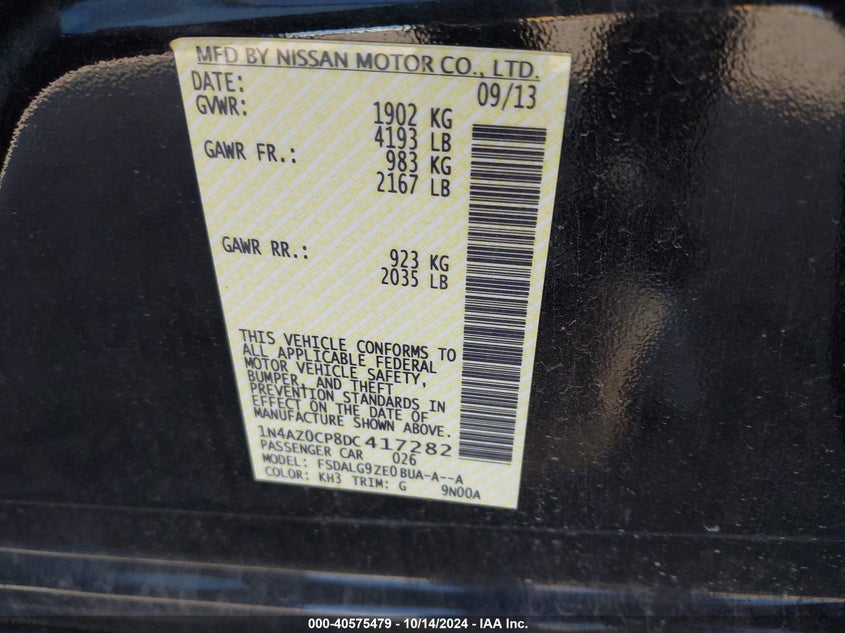 MFD BY NISSAN MOTOR CO., LTD.
DATE: 09/13
GVWR: 1902 KG
4193 LB
GAWR FR.: 983 KG
2167 LB
GAWR RR.: 923 KG
2035 LB
THIS VEHICLE CONFORMS TO
ALL APPLICABLE FEDERAL
MOTOR VEHICLE SAFETY,
BUMPER, AND THEFT
PREVENTION STANDARDS IN
EFFECT ON THE DATE OF
MANUFACTURE SHOWN ABOVE.
1N4AZ0CP8DC417282
PASSENGER CAR 026
MODEL: FSDALG9ZE0BUA-A--A
COLOR: KH3 TRIM: G 9N00A
000-40575479 - 10/14/2024 - IAA Inc.